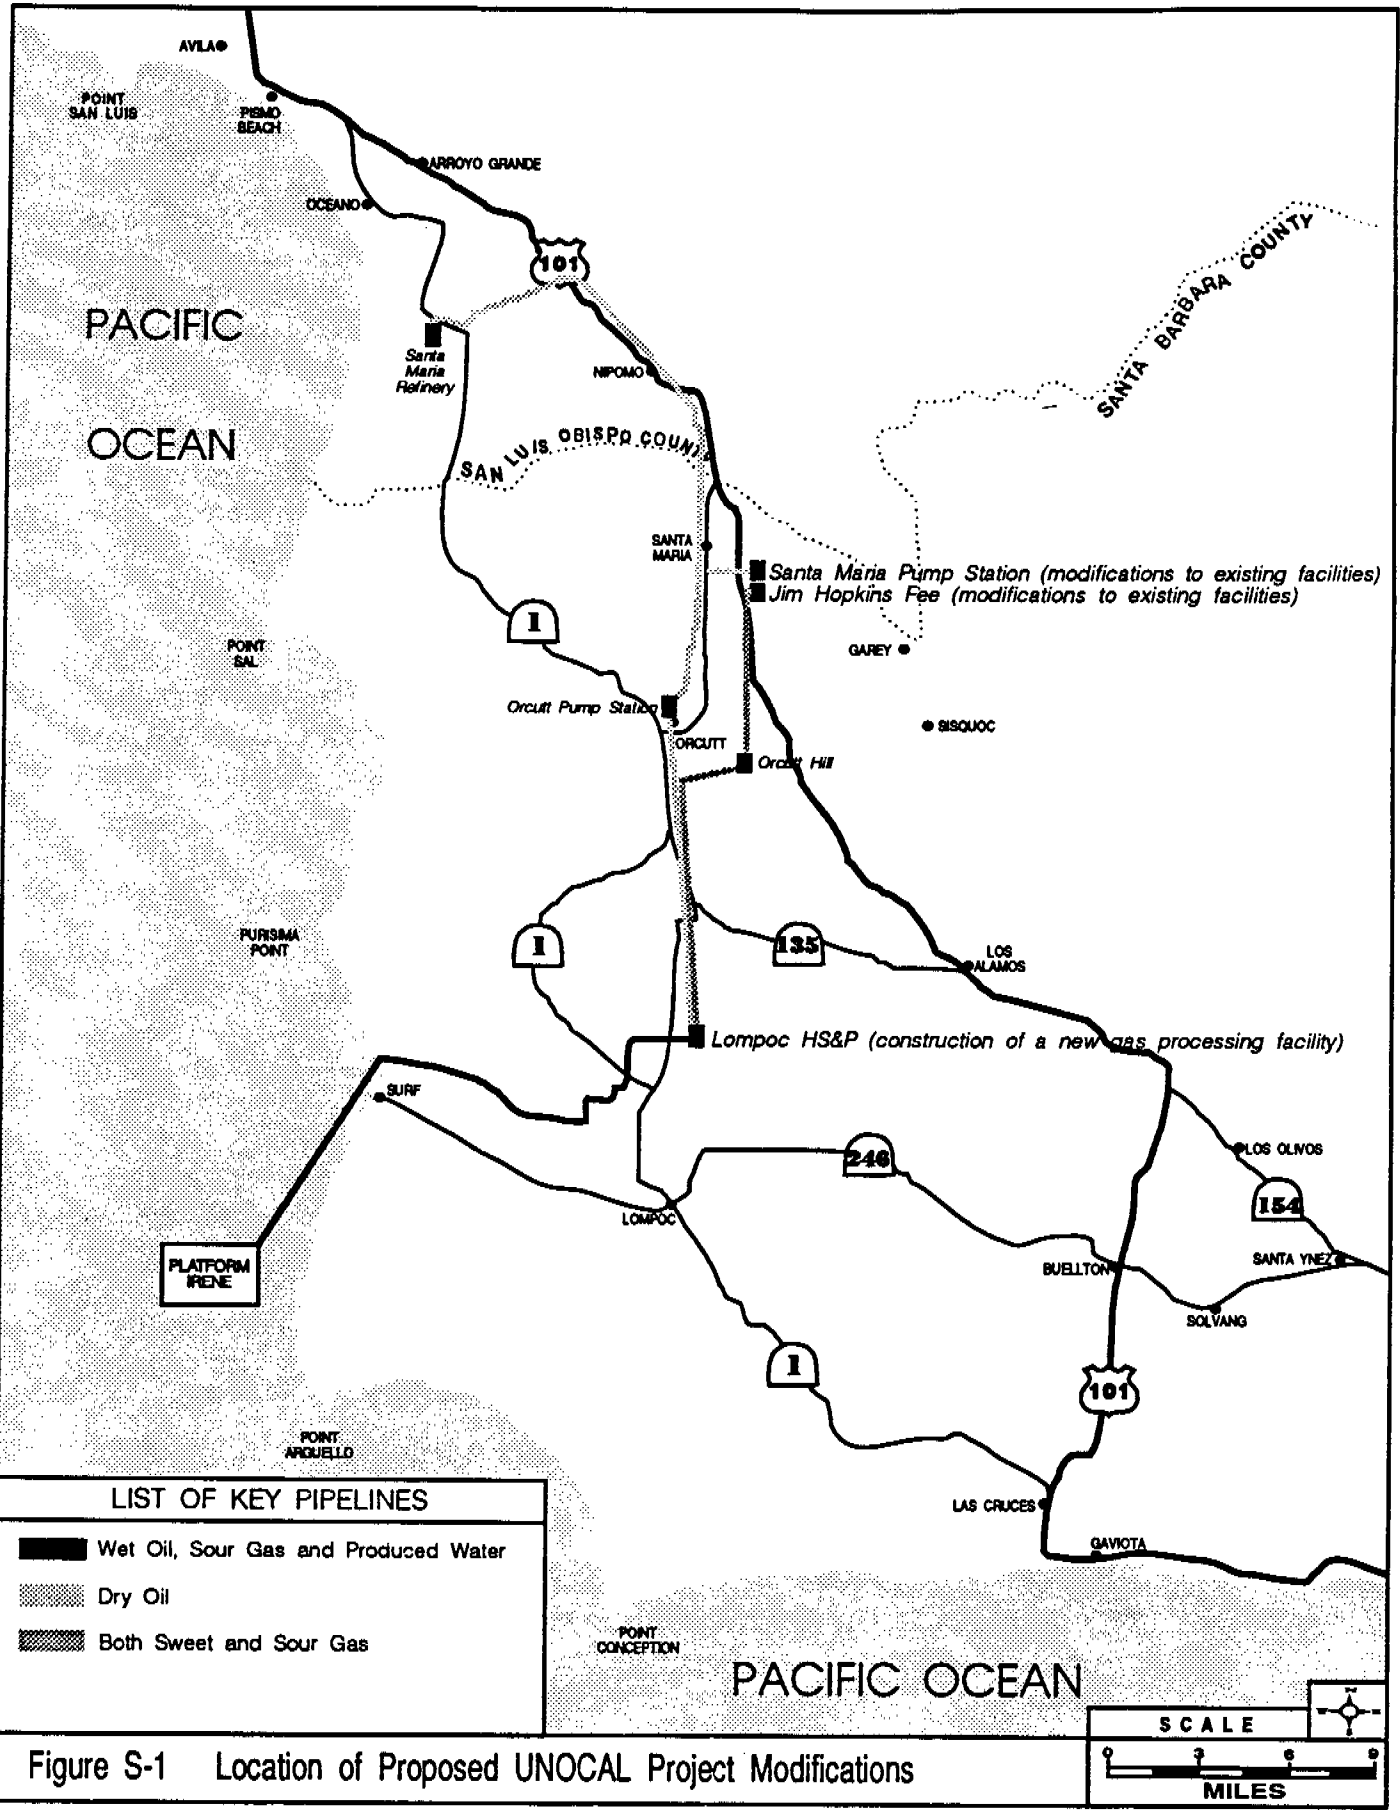 AVILA
POINT
SAN LUIS
PISMO
BEACH
ARROYO GRANDE
OCEANO
101
SANTA BARBARA COUNTY
PACIFIC
OCEAN
Santa
Maria
Refinery
NIPOMO
SAN LUIS OBISPO COUNTY
SANTA
MARIA
Santa Maria Pump Station (modifications to existing facilities)
Jim Hopkins Fee (modifications to existing facilities)
1
POINT
SAL
GAREY
Orcutt Pump Station
SISQUOC
ORCUTT
Orcutt Hill
PURISIMA
POINT
1
135
LOS
ALAMOS
Lompoc HS&P (construction of a new gas processing facility)
SURF
246
LOS OLIVOS
154
LOMPOC
PLATFORM
IRENE
BUELLTON
SANTA YNEZ
SOLVANG
1
101
POINT
ARGUELLO
LAS CRUCES
GAVIOTA
LIST OF KEY PIPELINES
Wet Oil, Sour Gas and Produced Water
Dry Oil
Both Sweet and Sour Gas
POINT
CONCEPTION
PACIFIC OCEAN
SCALE
0 3 6 9
MILES
Figure S-1 Location of Proposed UNOCAL Project Modifications